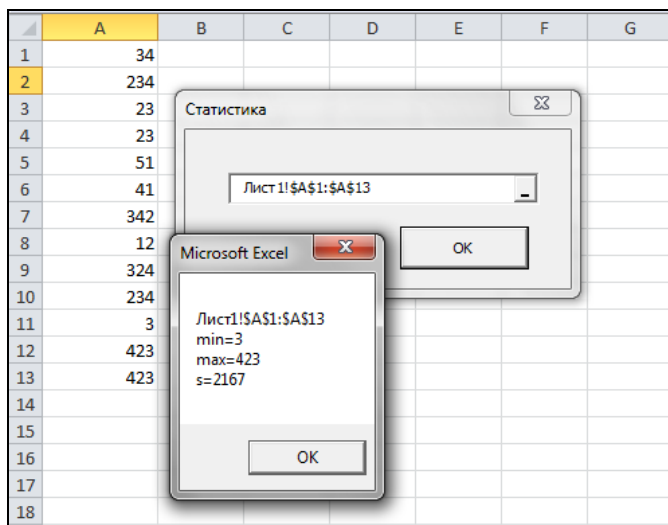 A B C D E F G
1 34
2 234
3 23
Статистика
4 23
5 51
6 41
Лист1!$A$1:$A$13
7 342
8 12
OK
Microsoft Excel
9 324
10 234
11 3
Лист1!$A$1:$A$13
min=3
12 423
max=423
13 423
s=2167
14
15
16
OK
17
18